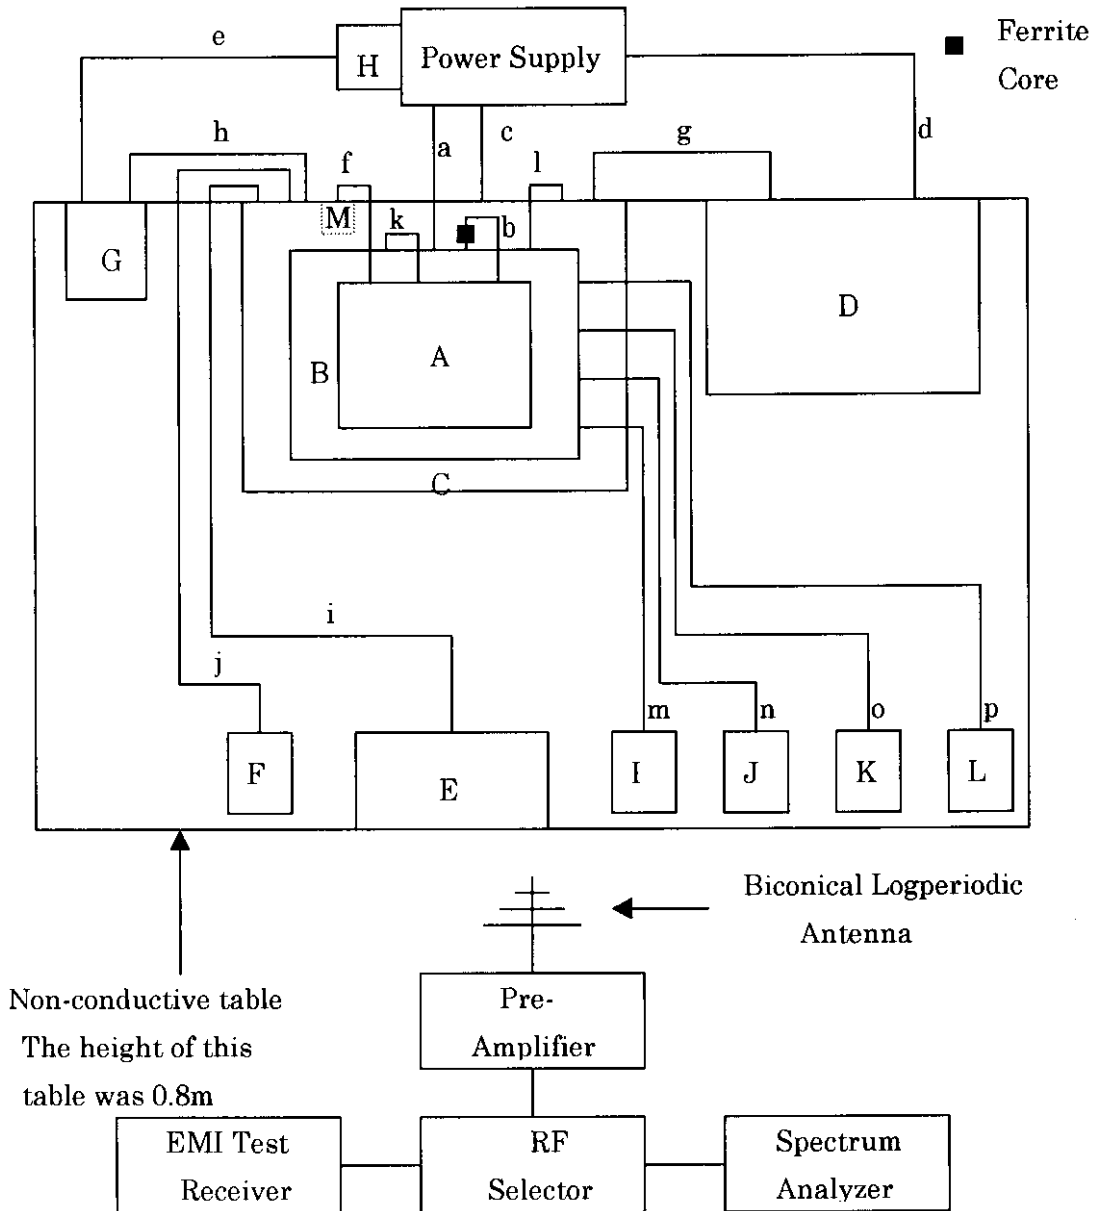 e
H
Power Supply
Ferrite
Core
h
f
a
c
l
g
d
M
k
b
G
D
B
A
C
i
j
m
n
o
p
F
E
I
J
K
L
Biconical Logperiodic
Antenna
Non-conductive table
The height of this
table was 0.8m
Pre-
Amplifier
EMI Test
Receiver
RF
Selector
Spectrum
Analyzer